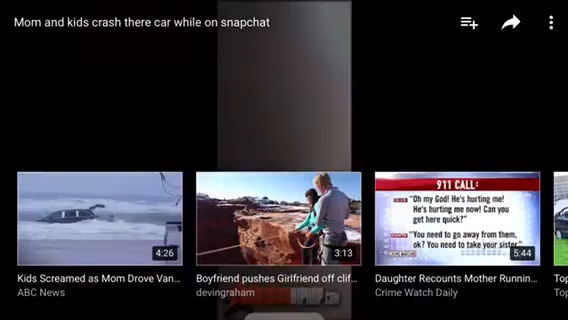 Mom and kids crash there car while on snapchat
911 CALL:
"Oh my God! He's hurting me!
He's hurting me now! Can you
get here quick?"
"You need to go away from them,
ok? You need to take your sister"
4:26
3:13
5:44
Kids Screamed as Mom Drove Van...
Boyfriend pushes Girlfriend off clif...
Daughter Recounts Mother Runnin...
Top
ABC News
devingraham
Crime Watch Daily
Top